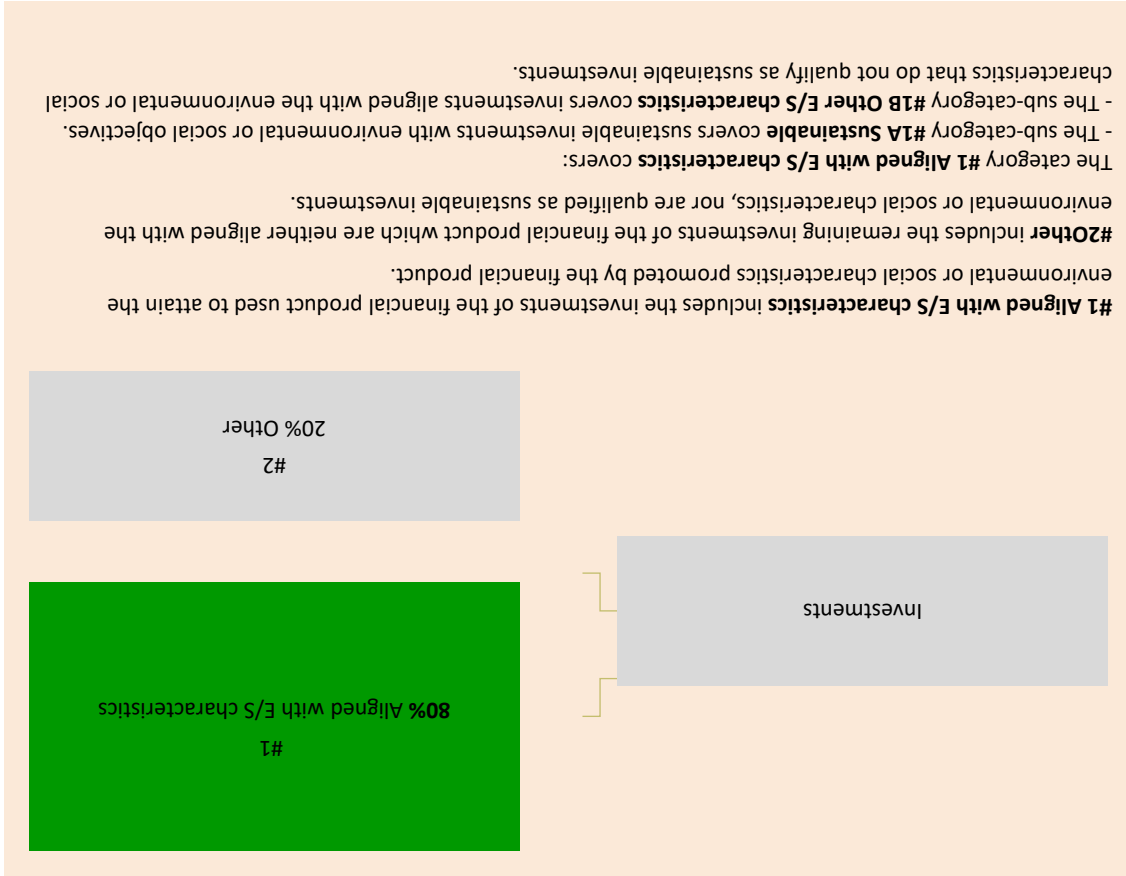 Investments
#1
80% Aligned with E/S characteristics
#2
20% Other
#1 Aligned with E/S characteristics includes the investments of the financial product used to attain the
environmental or social characteristics promoted by the financial product.
#2Other includes the remaining investments of the financial product which are neither aligned with the
environmental or social characteristics, nor are qualified as sustainable investments.
The category #1 Aligned with E/S characteristics covers:
- The sub-category #1A Sustainable covers sustainable investments with environmental or social objectives.
- The sub-category #1B Other E/S characteristics covers investments aligned with the environmental or social
characteristics that do not qualify as sustainable investments.